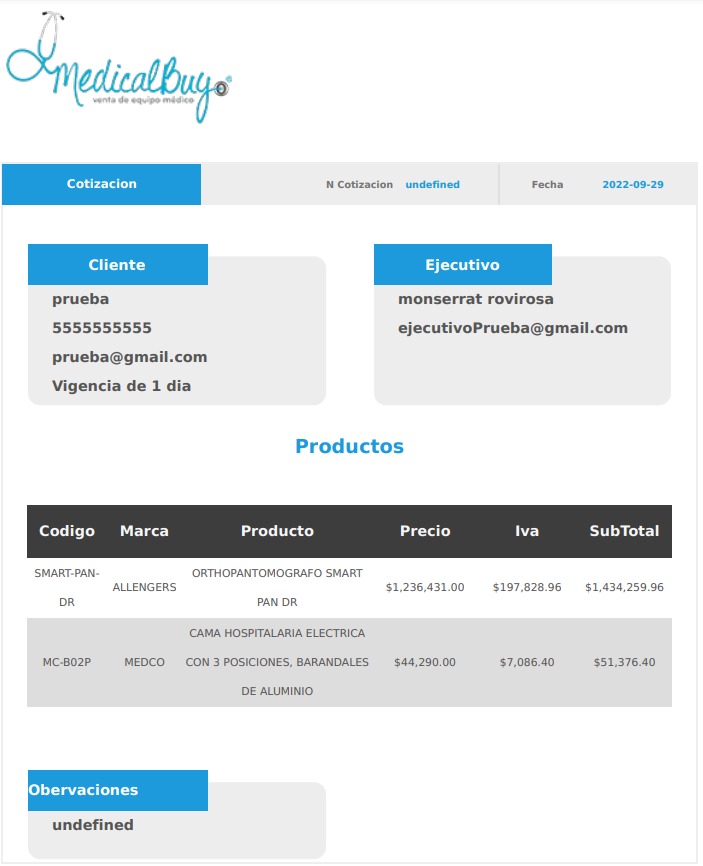 MedicalBuy
venta de equipo médico
Cotizacion N Cotizacion undefined Fecha 2022-09-29
Cliente
prueba
5555555555
prueba@gmail.com
Vigencia de 1 dia
Ejecutivo
monserrat rovirosa
ejecutivoPrueba@gmail.com
Productos
Codigo Marca Producto Precio Iva SubTotal
SMART-PAN-
DR
ALLENGERS
ORTHOPANTOMOGRAFO SMART
PAN DR
$1,236,431.00 $197,828.96 $1,434,259.96
MC-B02P
MEDCO
CAMA HOSPITALARIA ELECTRICA
CON 3 POSICIONES, BARANDALES
DE ALUMINIO
$44,290.00 $7,086.40 $51,376.40
Obervaciones
undefined